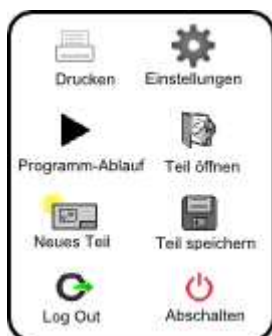 Drucken Einstellungen
Programm-Ablauf Teil öffnen
Neues Teil Teil speichern
Log Out Abschalten